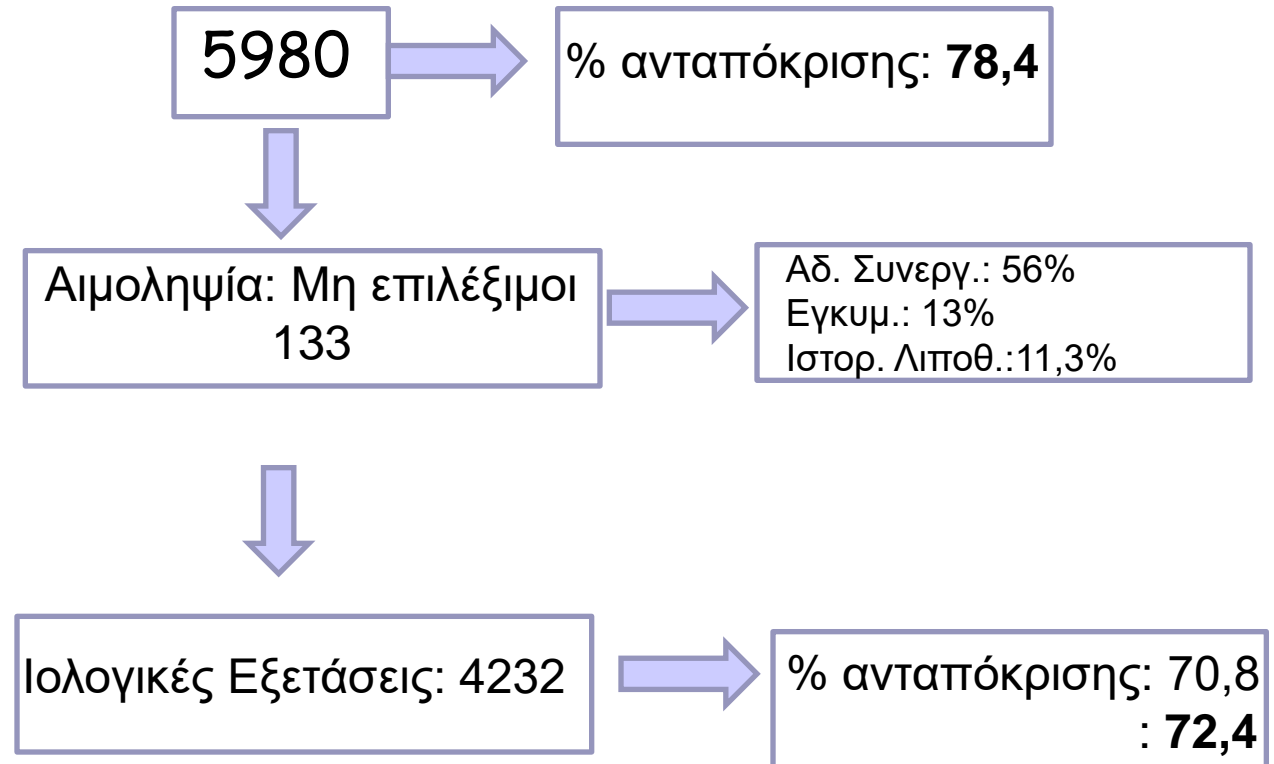 5980
% ανταπόκρισης: 78,4
Αιμοληψία: Μη επιλέξιμοι
133
Αδ. Συνεργ.: 56%
Εγκυμ.: 13%
Ιστορ. Λιποθ.:11,3%
Ιολογικές Εξετάσεις: 4232
% ανταπόκρισης: 70,8
: 72,4